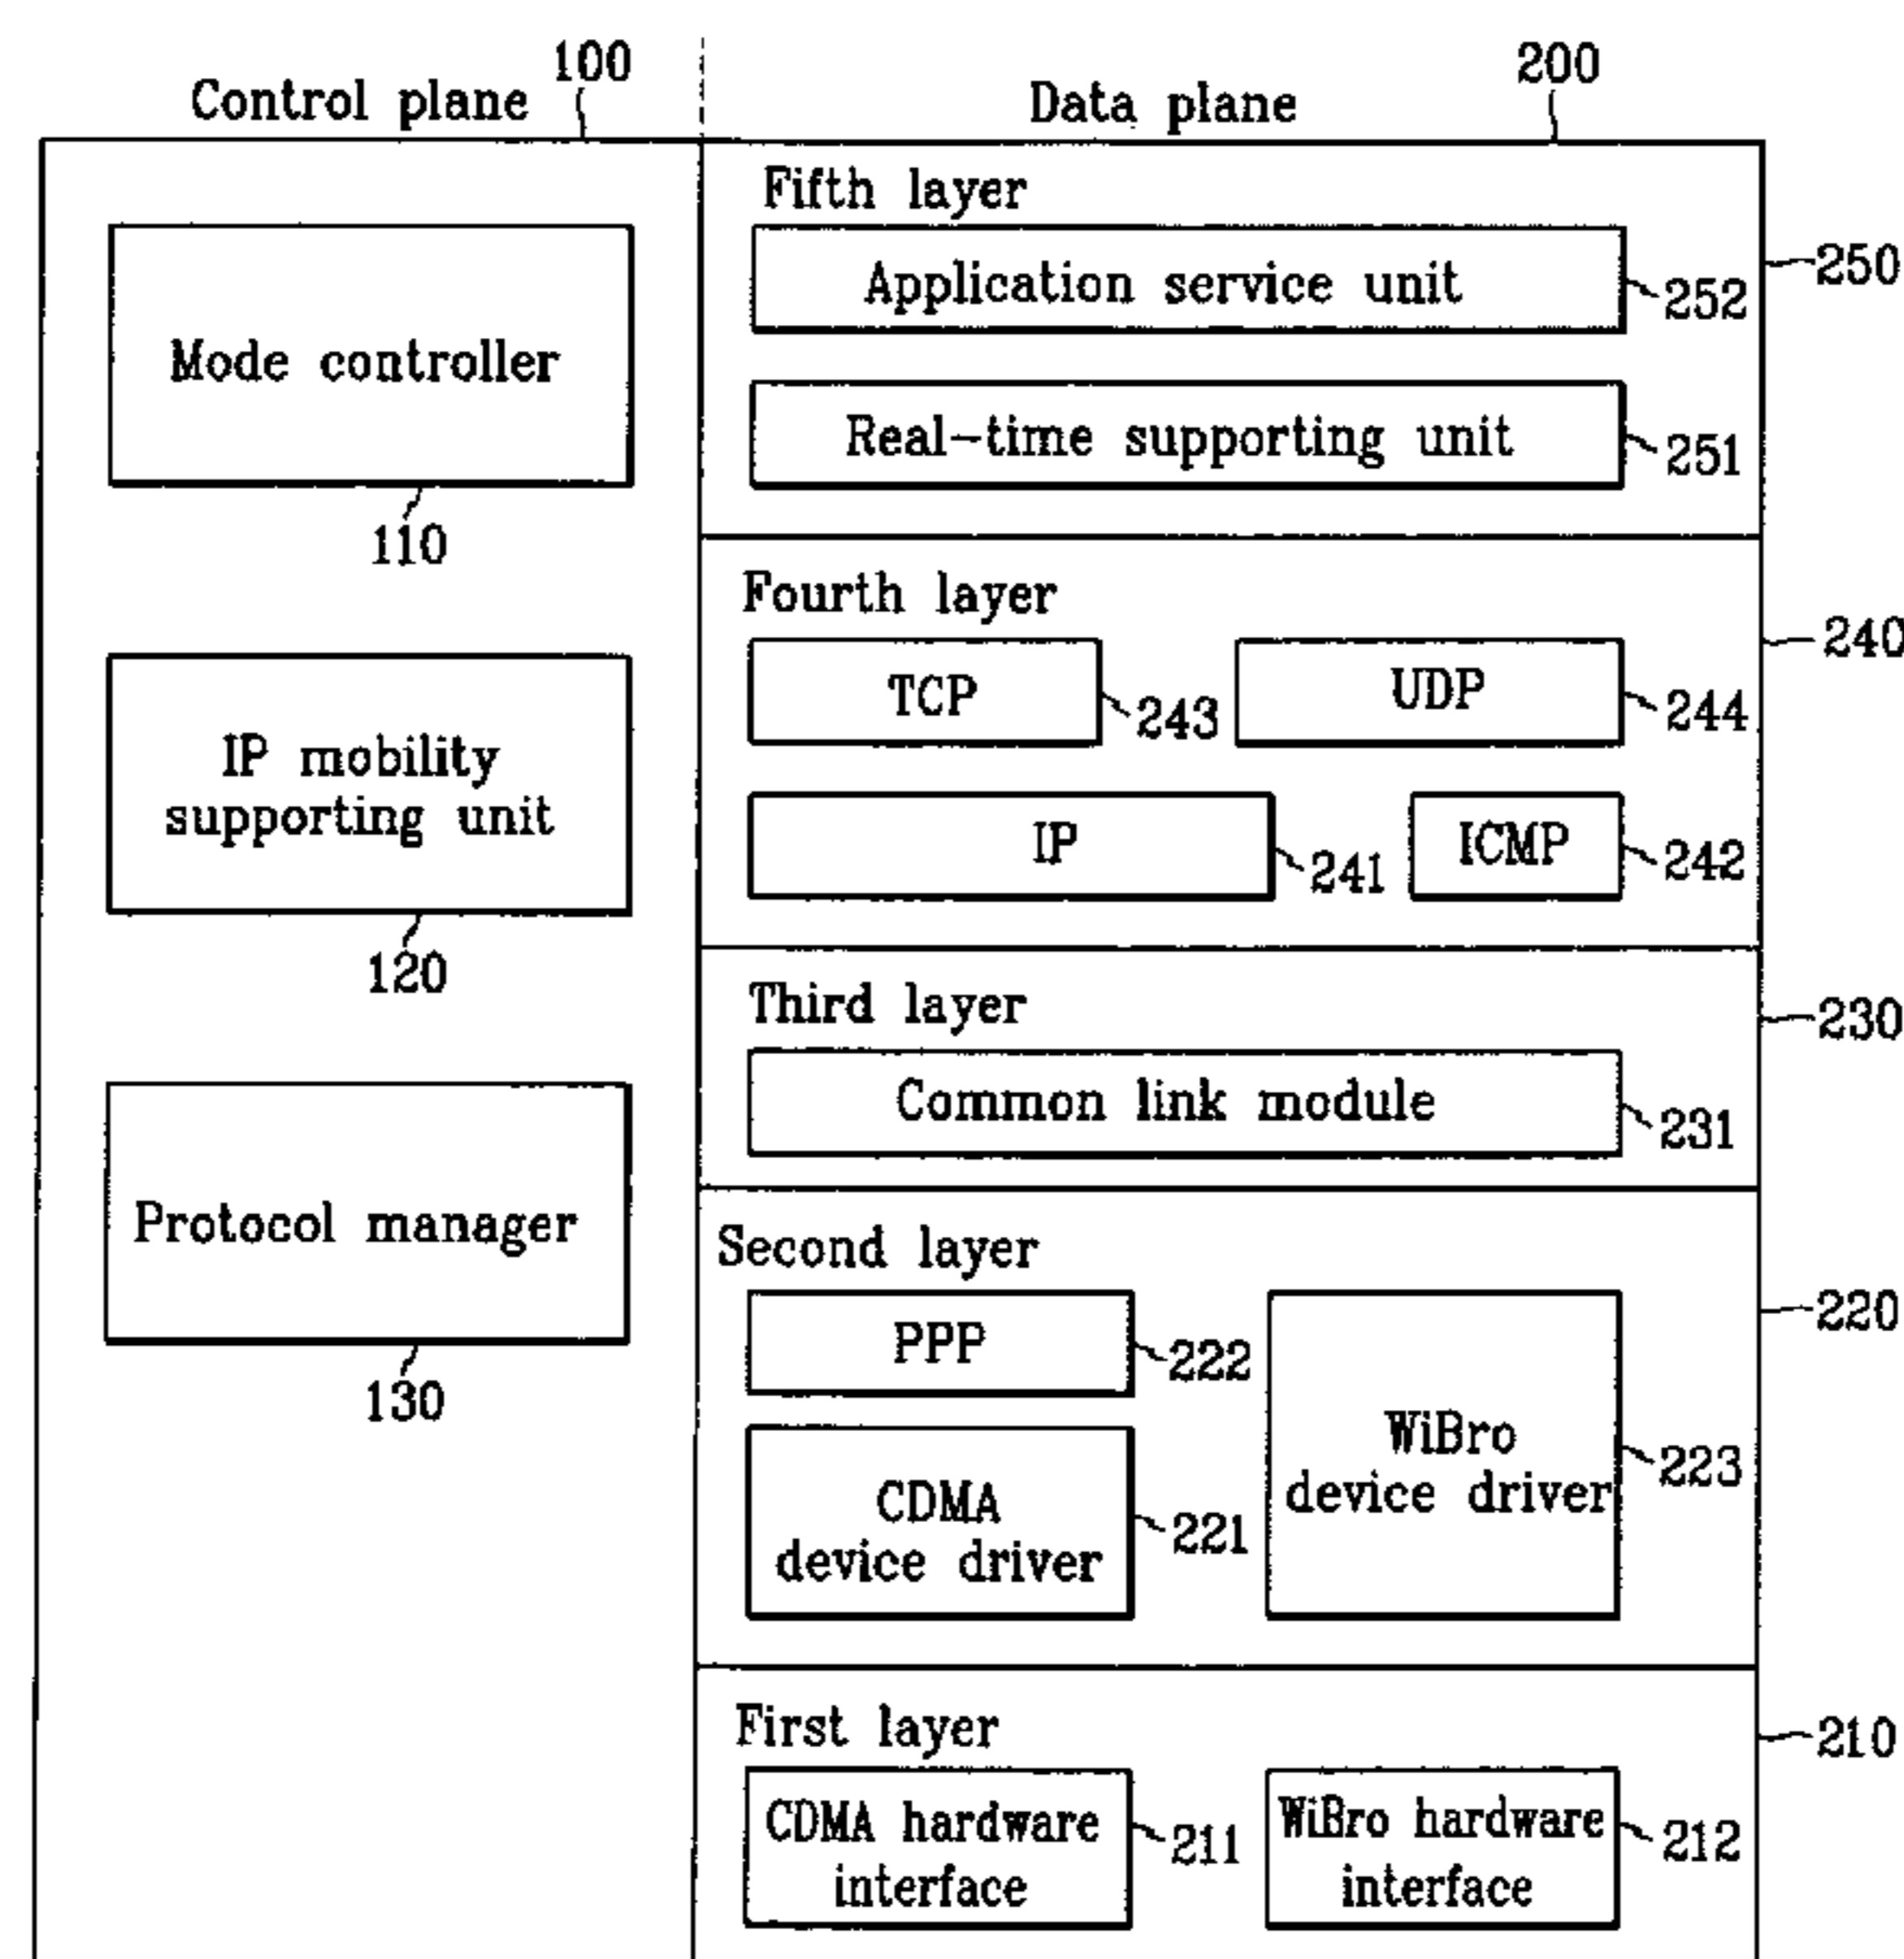 Control plane
100
Data plane
200
Mode controller
110
IP mobility
supporting unit
120
Protocol manager
130
Fifth layer
250
Application service unit
252
Real-time supporting unit
251
Fourth layer
240
TCP
243
UDP
244
IP
241
ICMP
242
Third layer
230
Common link module
231
Second layer
220
PPP
222
CDMA
device driver
221
WiBro
device driver
223
First layer
210
CDMA hardware
interface
211
WiBro hardware
interface
212